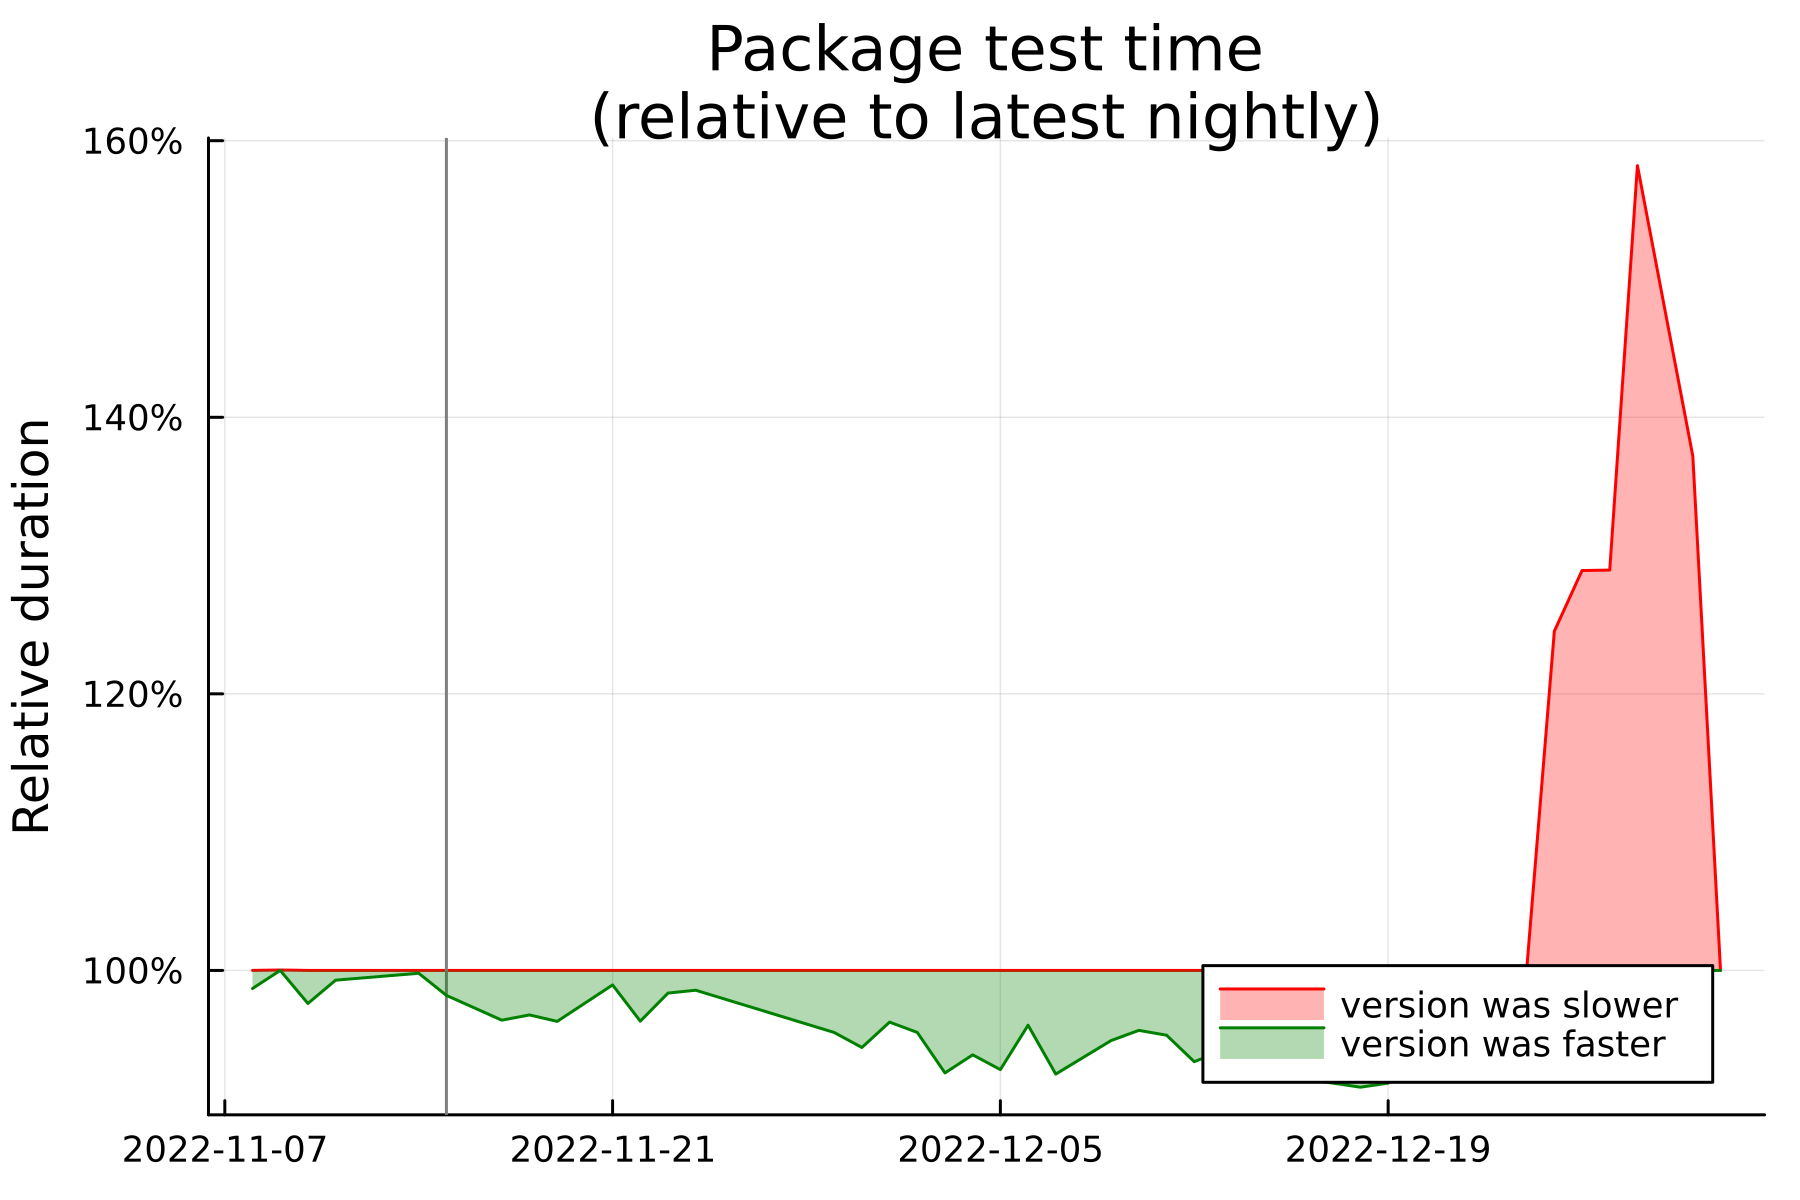 Package test time
(relative to latest nightly)
Relative duration
160%
140%
120%
100%
version was slower
version was faster
2022-11-07
2022-11-21
2022-12-05
2022-12-19